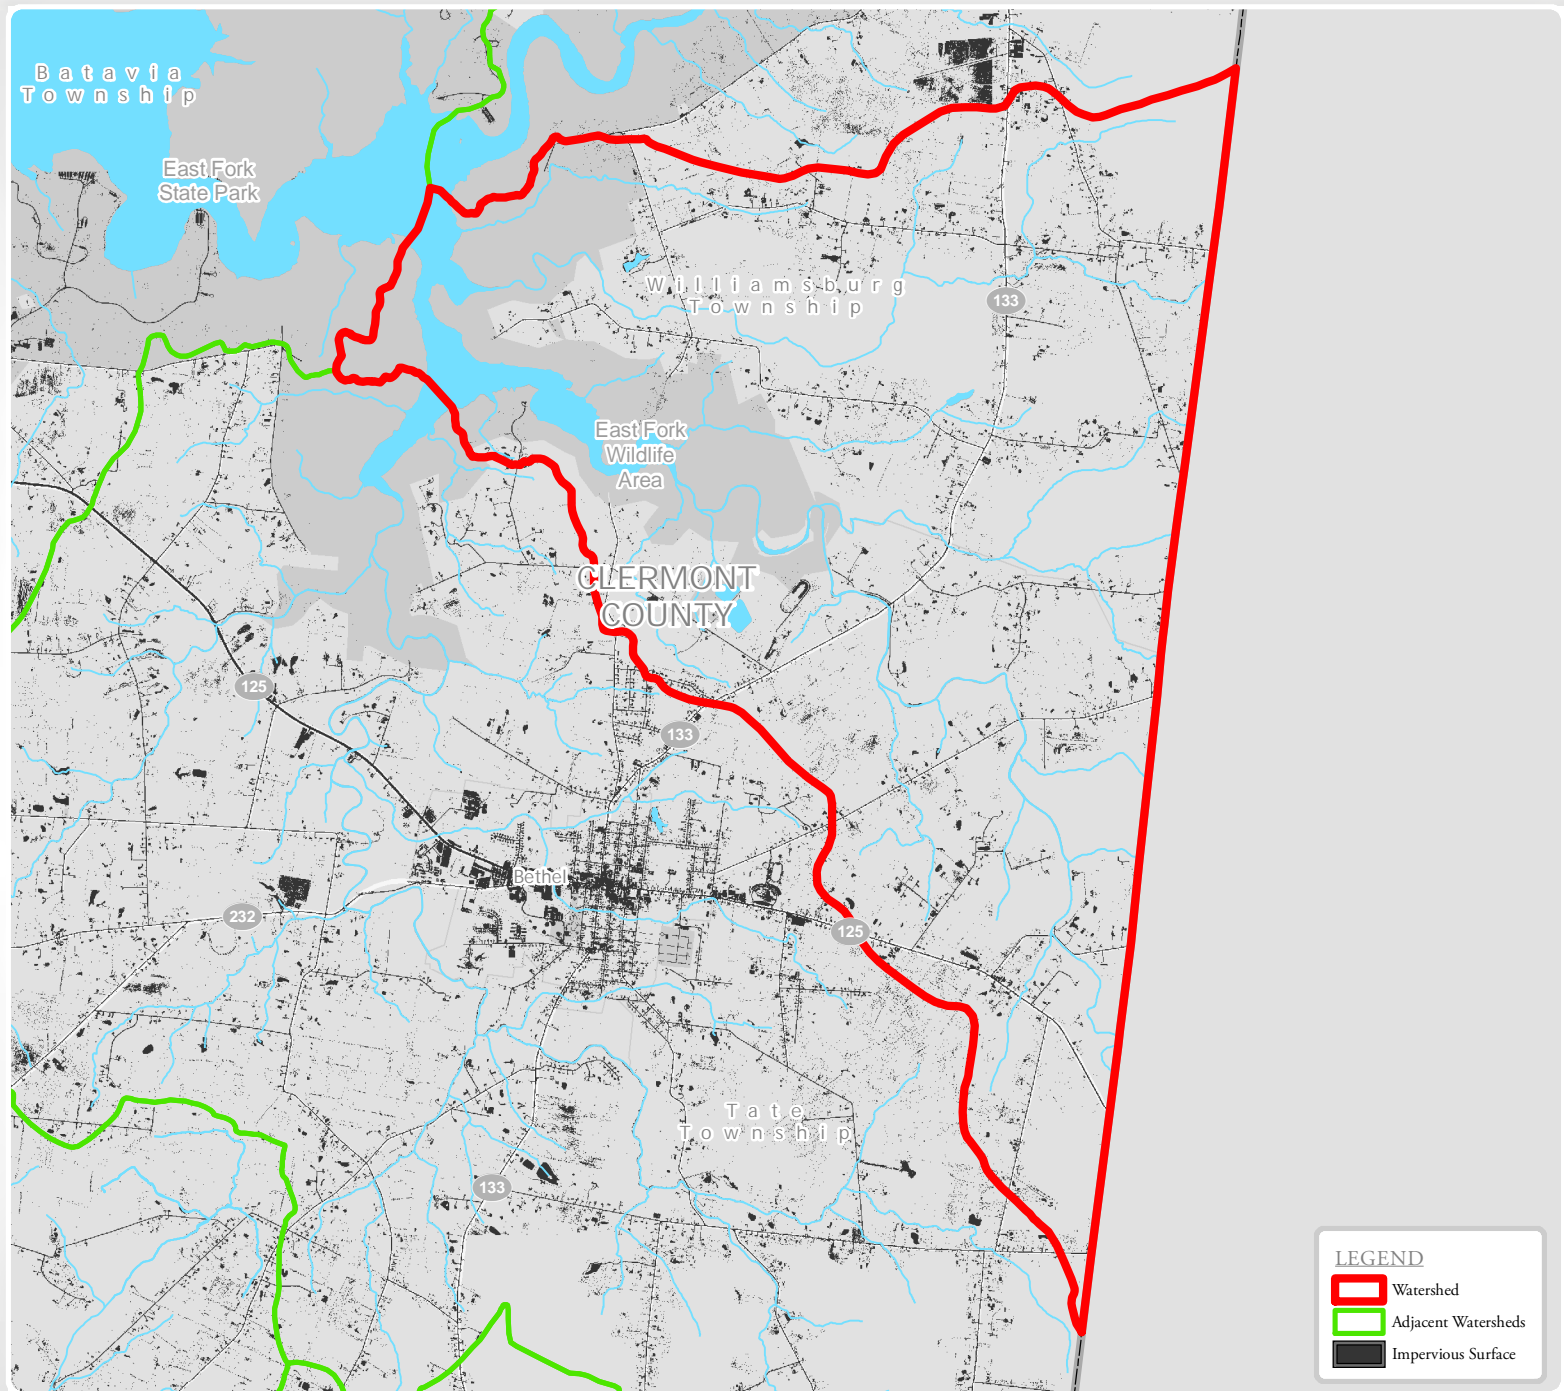 Batavia
Township
East Fork
State Park
Williamsburg
Township
133
East Fork
Wildlife
Area
CLERMONT
COUNTY
125
133
Bethel
232
125
Tate
Township
133
LEGEND
Watershed
Adjacent Watersheds
Impervious Surface